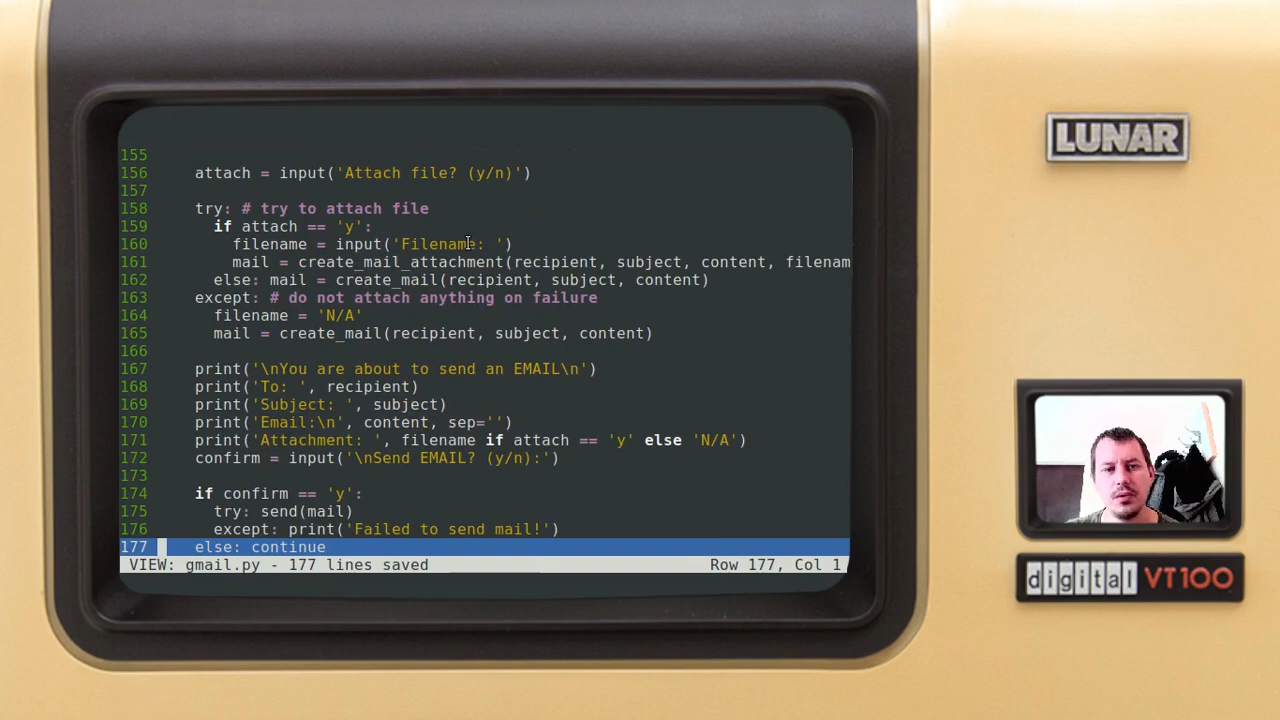 155
156 attach = input('Attach file? (y/n)')
157
158 try: # try to attach file
159 if attach == 'y':
160 filename = input('Filename: ')
161 mail = create_mail_attachment(recipient, subject, content, filenam
162 else: mail = create_mail(recipient, subject, content)
163 except: # do not attach anything on failure
164 filename = 'N/A'
165 mail = create_mail(recipient, subject, content)
166
167 print('\nYou are about to send an EMAIL\n')
168 print('To: ', recipient)
169 print('Subject: ', subject)
170 print('Email:\n', content, sep='')
171 print('Attachment: ', filename if attach == 'y' else 'N/A')
172 confirm = input('\nSend EMAIL? (y/n):')
173
174 if confirm == 'y':
175 try: send(mail)
176 except: print('Failed to send mail!')
177 else: continue
VIEW: gmail.py - 177 lines saved Row 177, Col 1
LUNAR
digital VT100